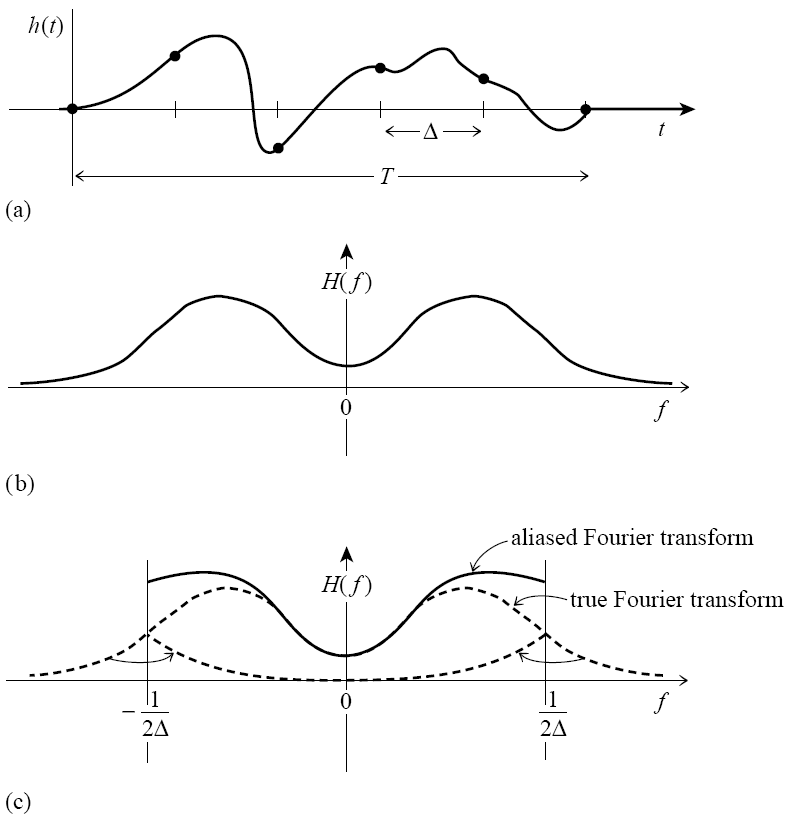 h(t)
Δ
t
T
(a)
H(f)
0
f
(b)
aliased Fourier transform
H(f)
true Fourier transform
− 1/2Δ
0
1/2Δ
f
(c)